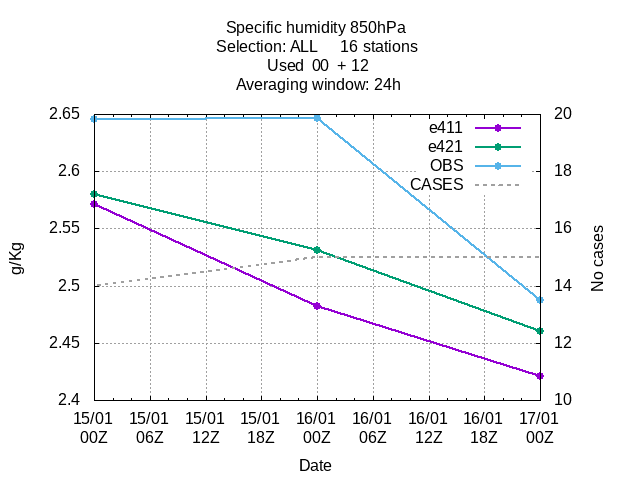 Specific humidity 850hPa
Selection: ALL     16 stations
Used  00  + 12
Averaging window: 24h
2.65
2.6
2.55
2.5
2.45
2.4
g/Kg
e411
e421
OBS
CASES
20
18
16
14
12
10
No cases
15/01 15/01 15/01 15/01 16/01 16/01 16/01 16/01 17/01
00Z 06Z 12Z 18Z 00Z 06Z 12Z 18Z 00Z
Date